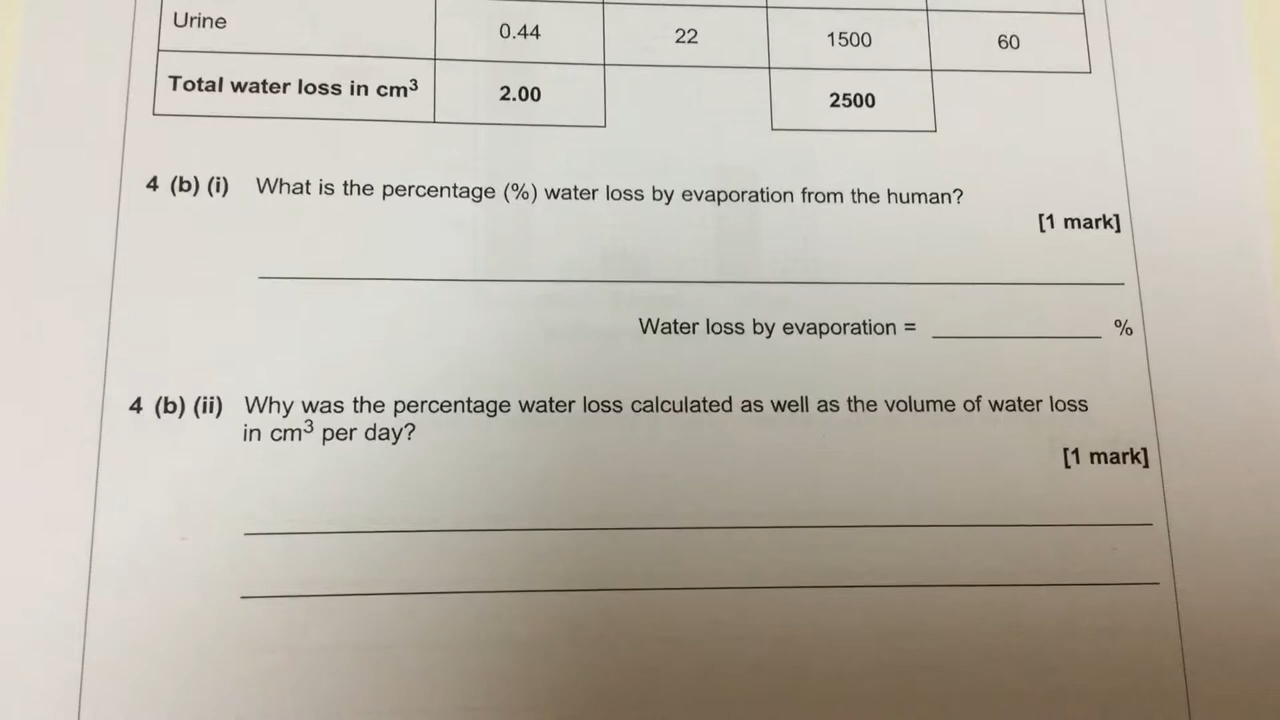 Urine 0.44 22 1500 60
Total water loss in cm³ 2.00 2500
4 (b) (i) What is the percentage (%) water loss by evaporation from the human?
[1 mark]
Water loss by evaporation = %
4 (b) (ii) Why was the percentage water loss calculated as well as the volume of water loss
in cm³ per day?
[1 mark]